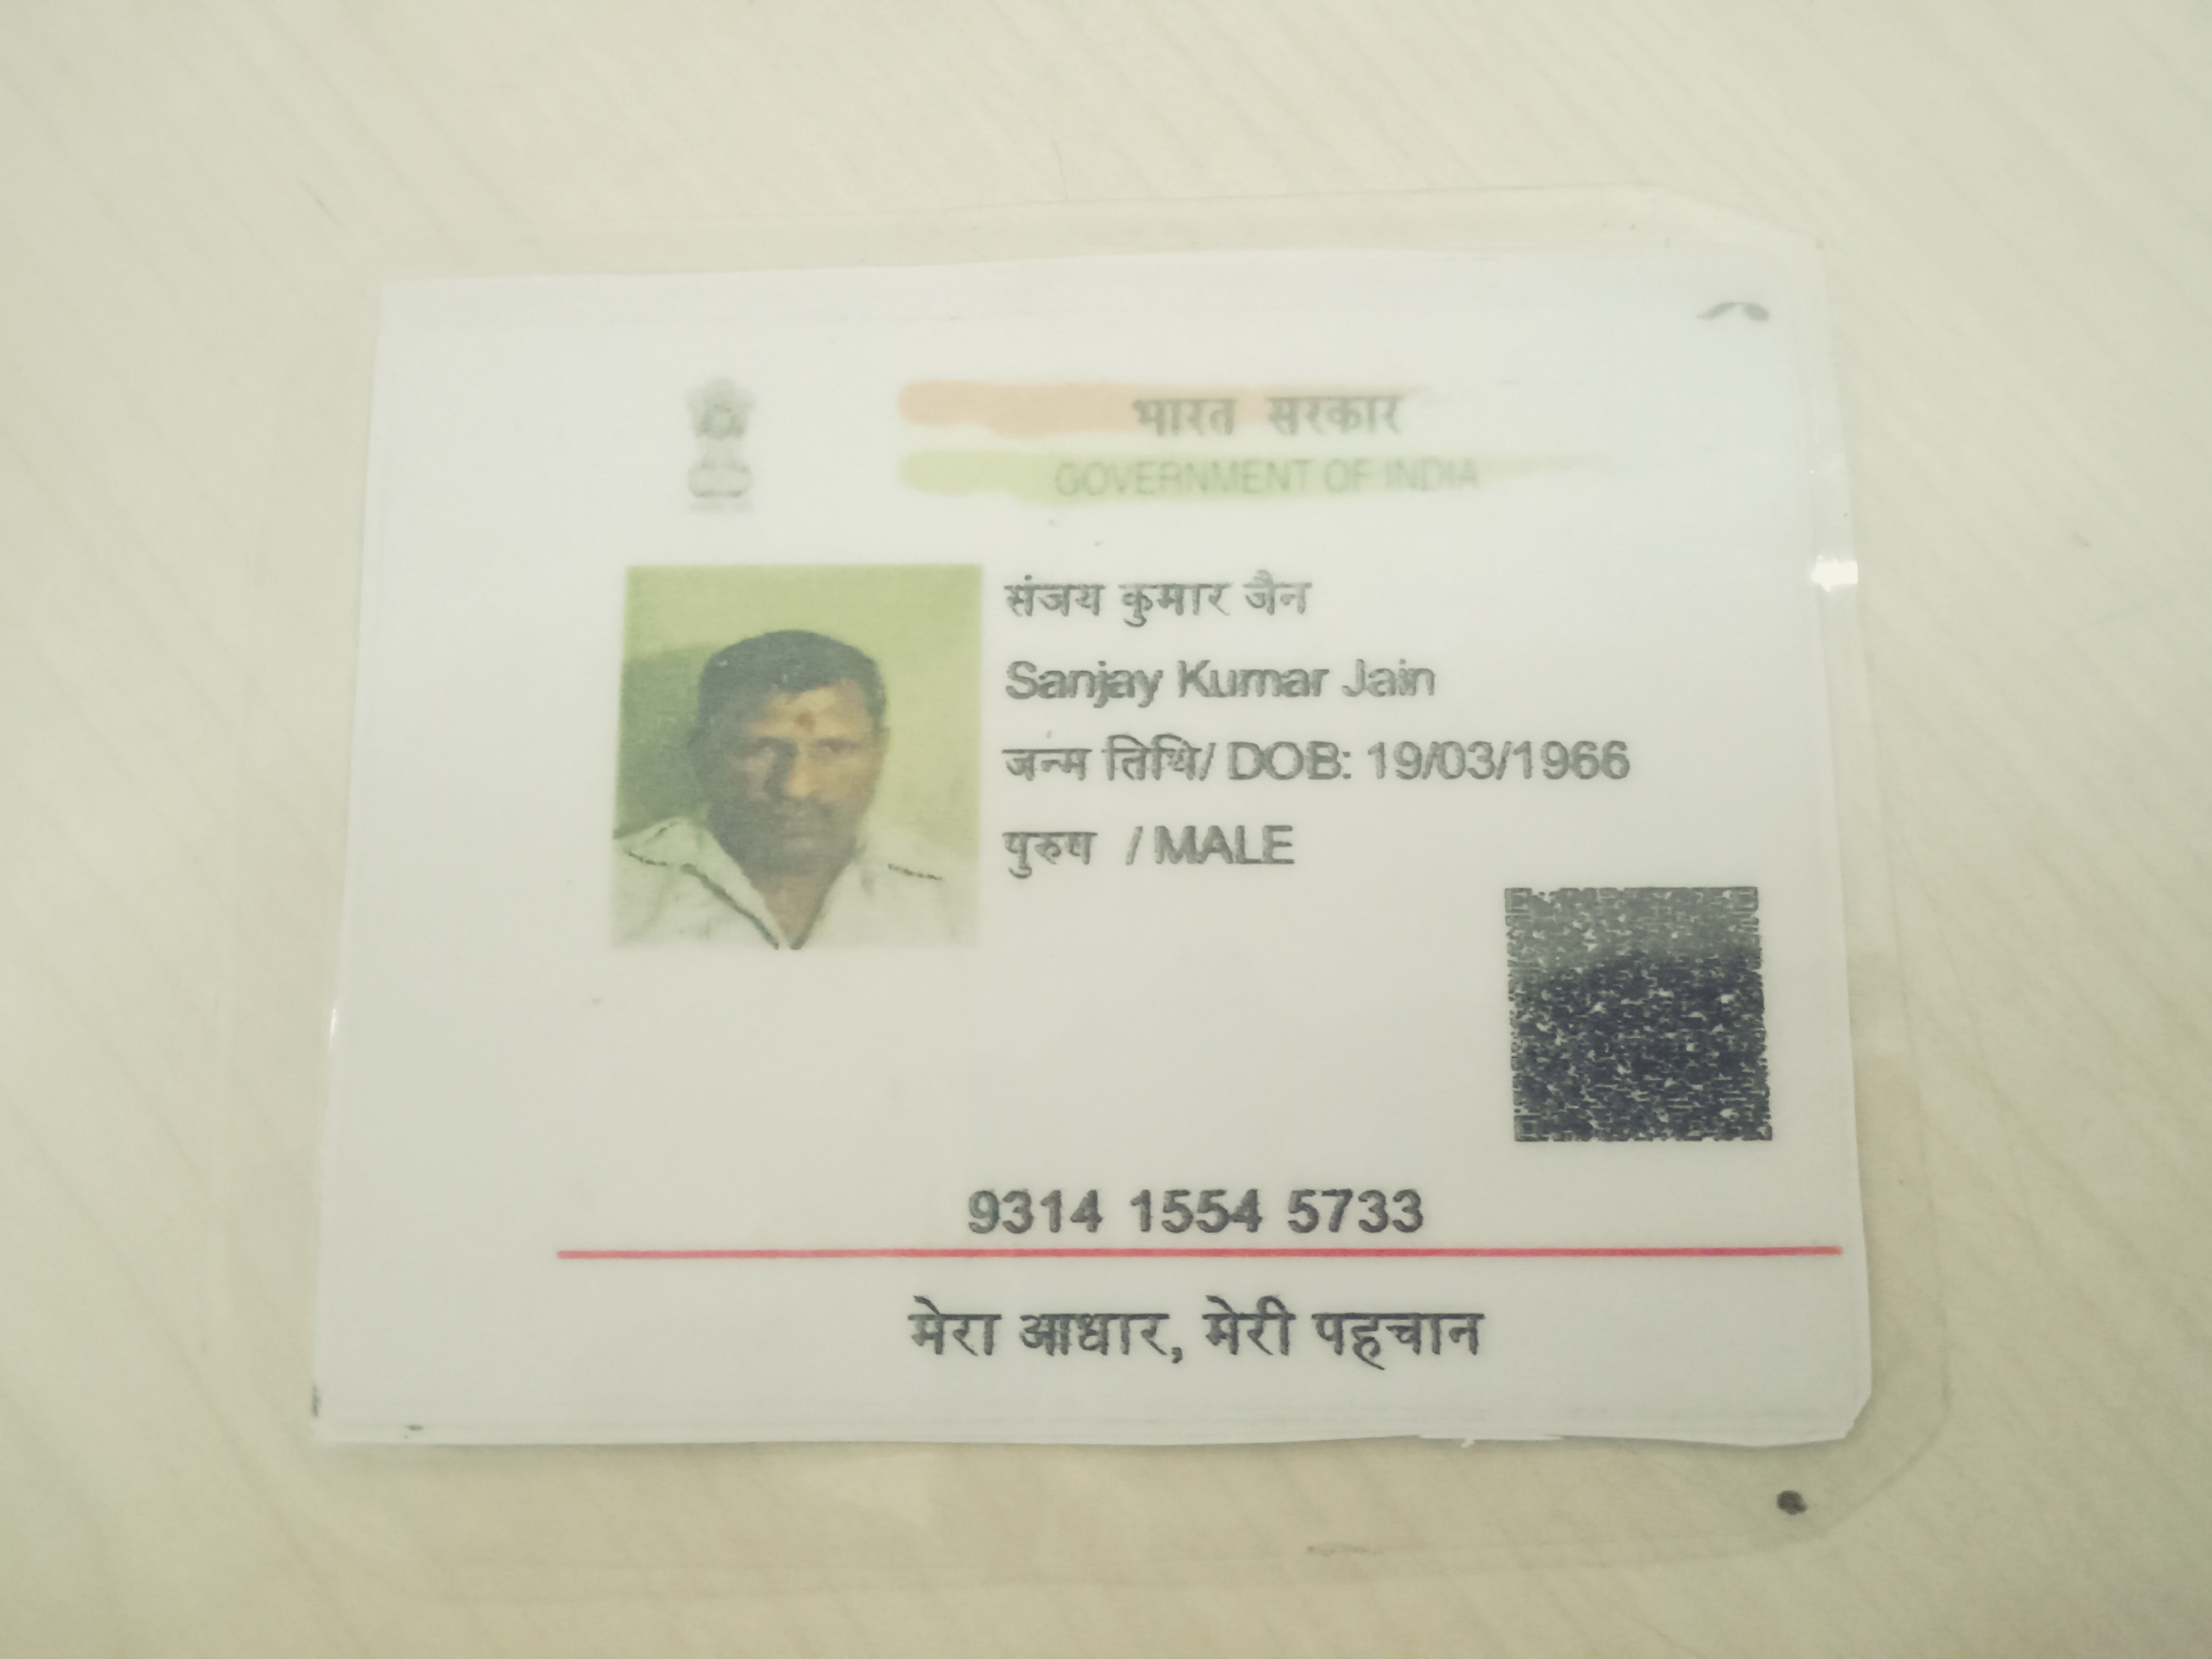 भारत सरकार
GOVERNMENT OF INDIA
संजय कुमार जैन
Sanjay Kumar Jain
जन्म तिथि/ DOB: 19/03/1966
पुरुष / MALE
9314 1554 5733
मेरा आधार, मेरी पहचान